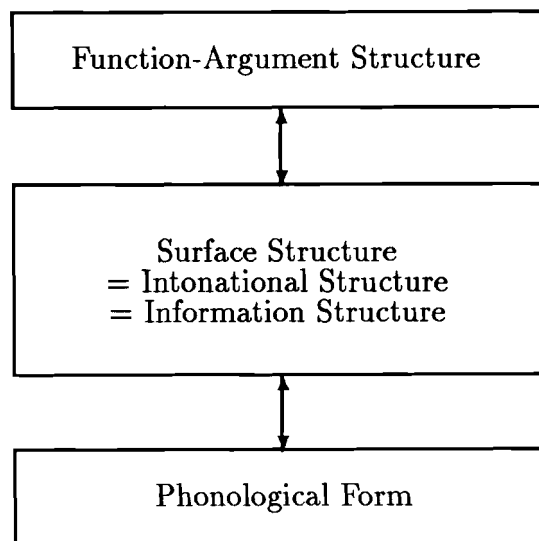 Function-Argument Structure
Surface Structure
= Intonational Structure
= Information Structure
Phonological Form